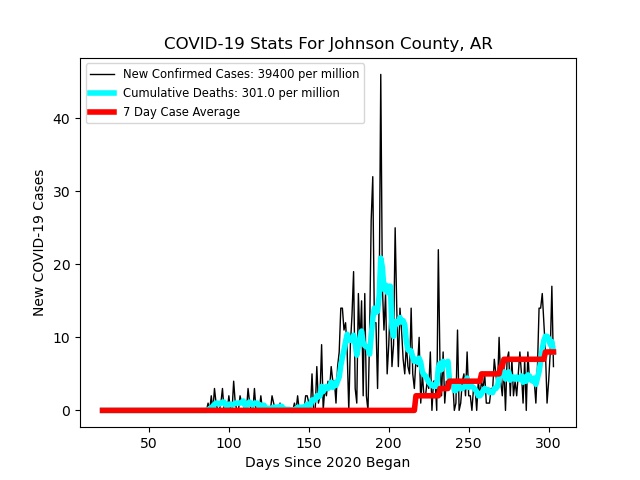 COVID-19 Stats For Johnson County, AR
New Confirmed Cases: 39400 per million
Cumulative Deaths: 301.0 per million
7 Day Case Average
New COVID-19 Cases
40
30
20
10
0
50 100 150 200 250 300
Days Since 2020 Began